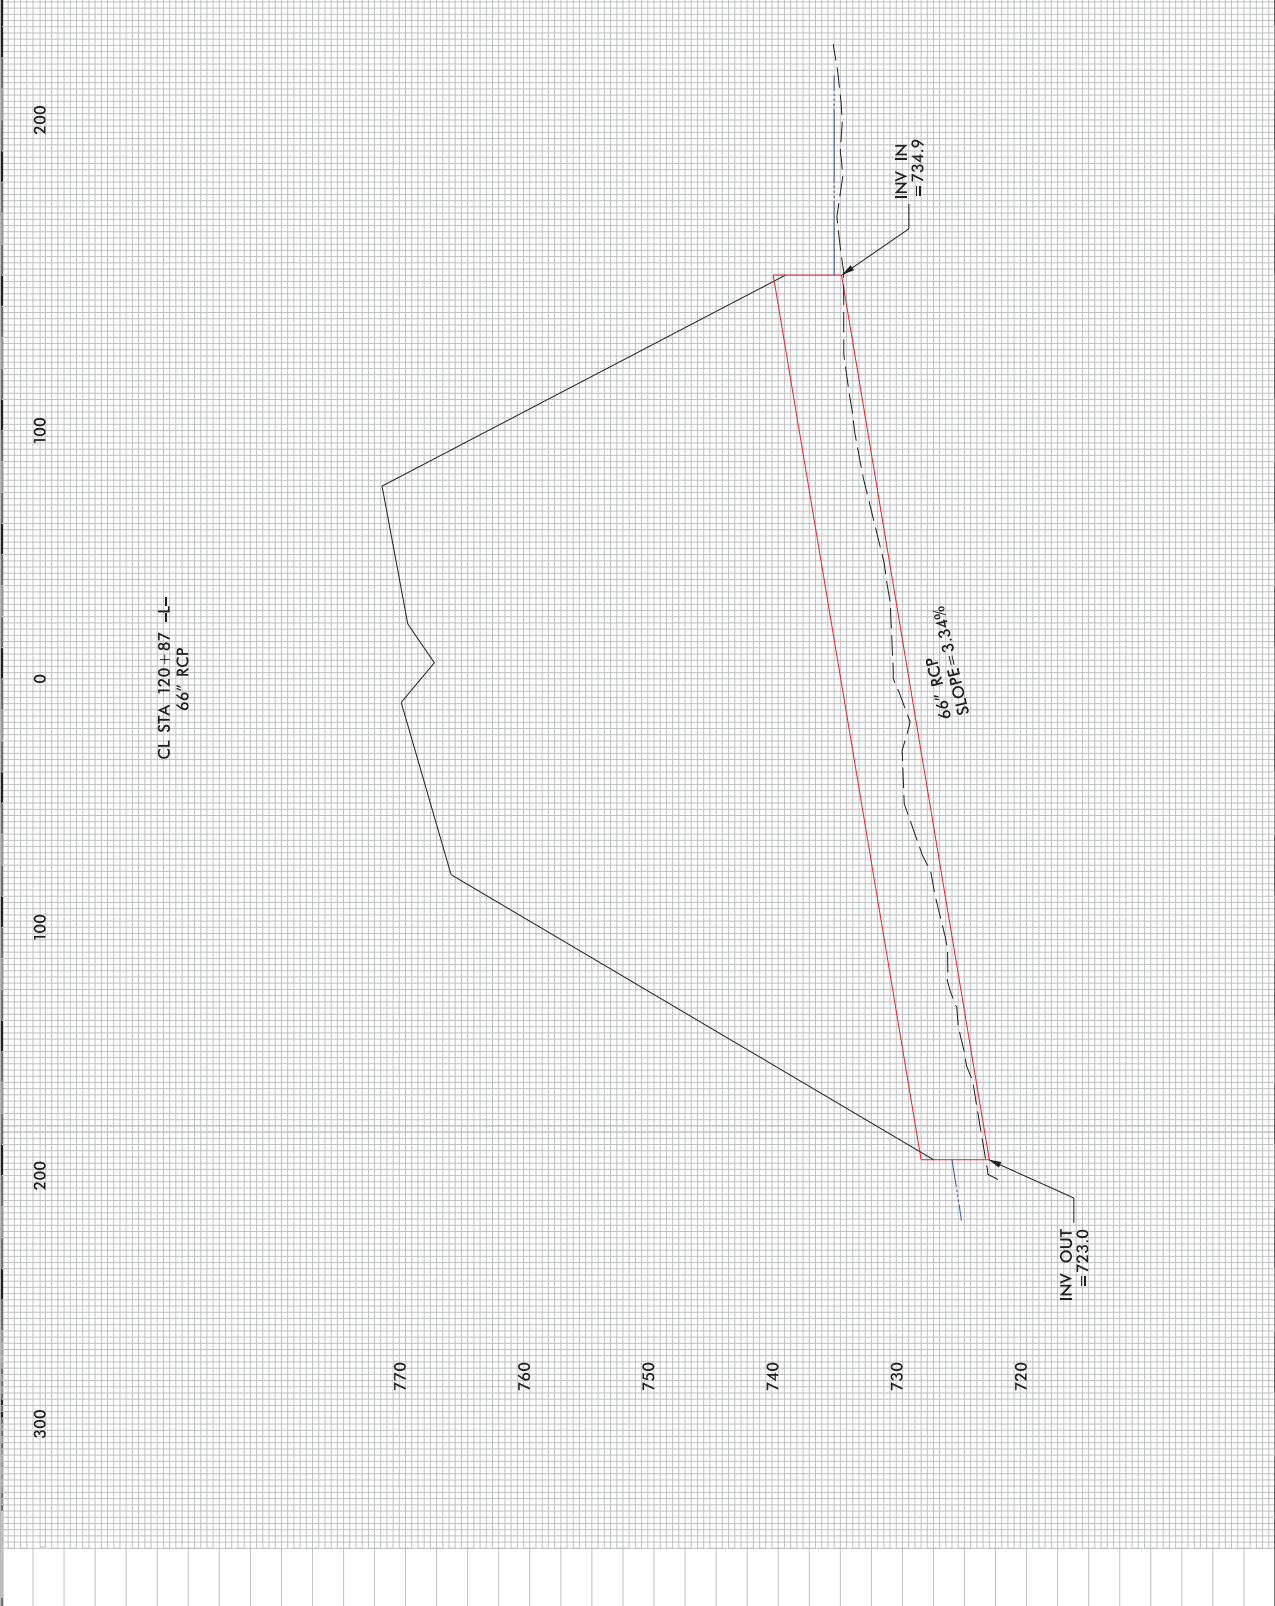 CL STA 120+87 -L-
66" RCP
770
760
750
740
730
720
66" RCP
SLOPE=3.34%
INV OUT
=723.0
INV IN
=734.9
300
200
100
0
100
200